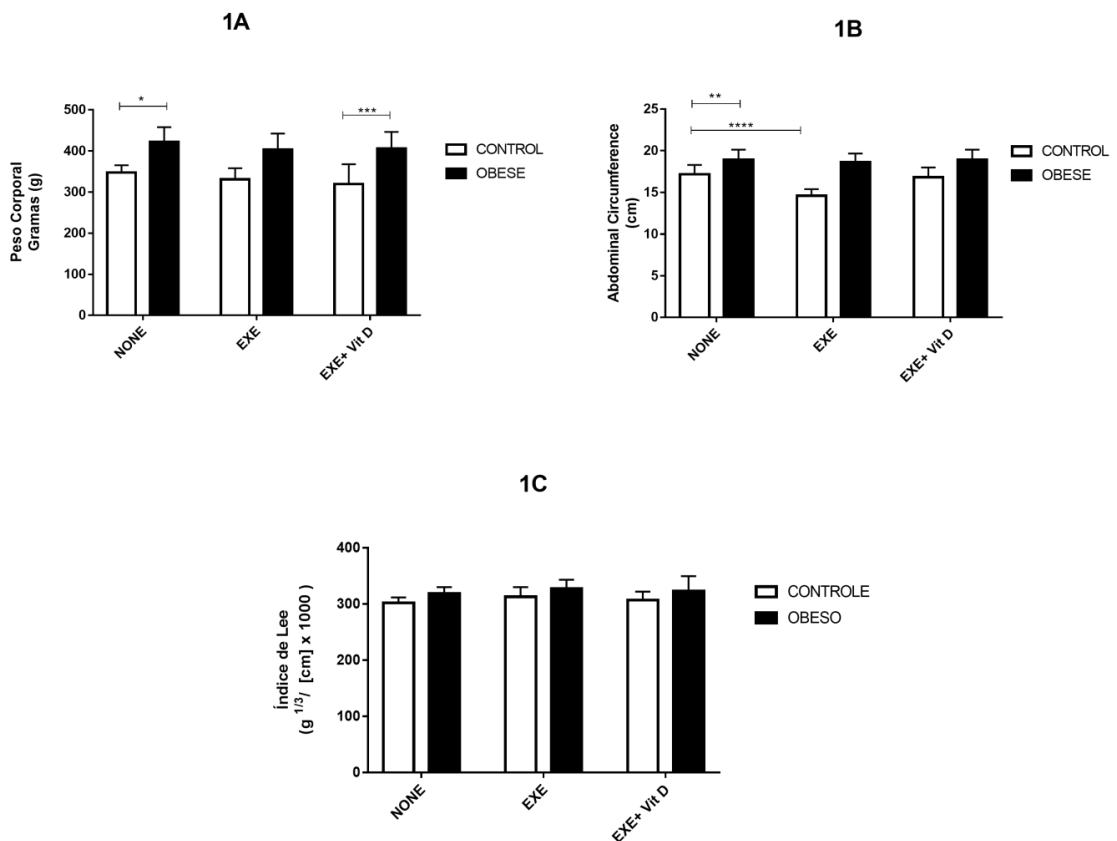 1A
*
***
500
400
300
200
100
0
Peso Corporal
Gramas (g)
NONE
EXE
EXE+ Vit D
CONTROL
OBESE
1B
**
****
25
20
15
10
5
0
Abdominal Circumference
(cm)
NONE
EXE
EXE+ Vit D
CONTROL
OBESE
1C
400
300
200
100
0
Índice de Lee
(g 1/3/ [cm] x 1000 )
NONE
EXE
EXE+ Vit D
CONTROLE
OBESO